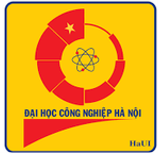 ĐẠI HỌC CÔNG NGHIỆP HÀ NỘI
HaUI